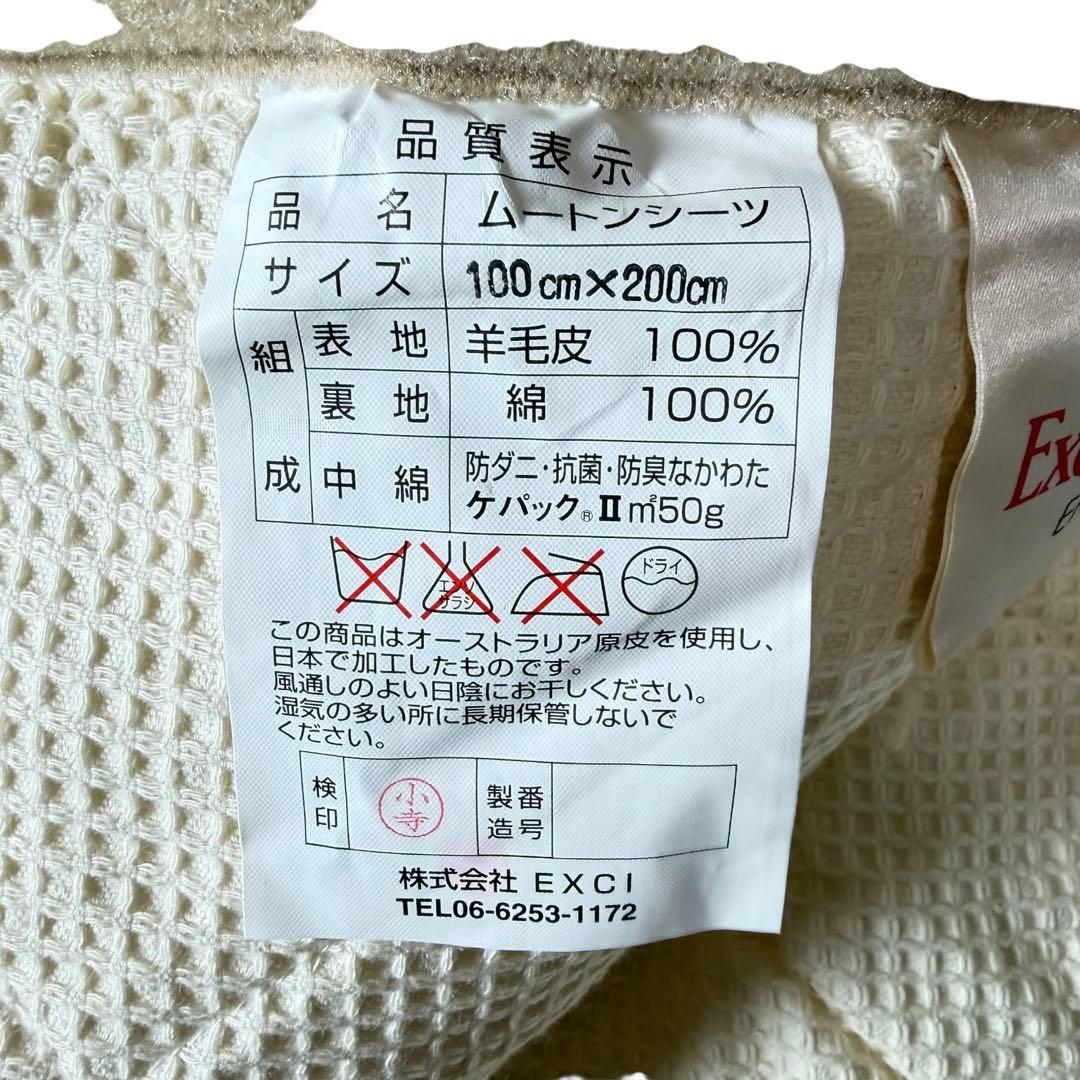 品質表示
品名 ムートンシーツ
サイズ 100cm×200cm
組成 表地 羊毛皮 100%
裏地 綿 100%
中綿 防ダニ・抗菌・防臭なかわた
ケパック®Ⅱ㎡50g
エンソ
サラシ
ドライ
この商品はオーストラリア原皮を使用し、
日本で加工したものです。
風通しのよい日陰にお干しください。
湿気の多い所に長期保管しないで
ください。
検印 小寺 製造番号
株式会社 EXCI
TEL06-6253-1172